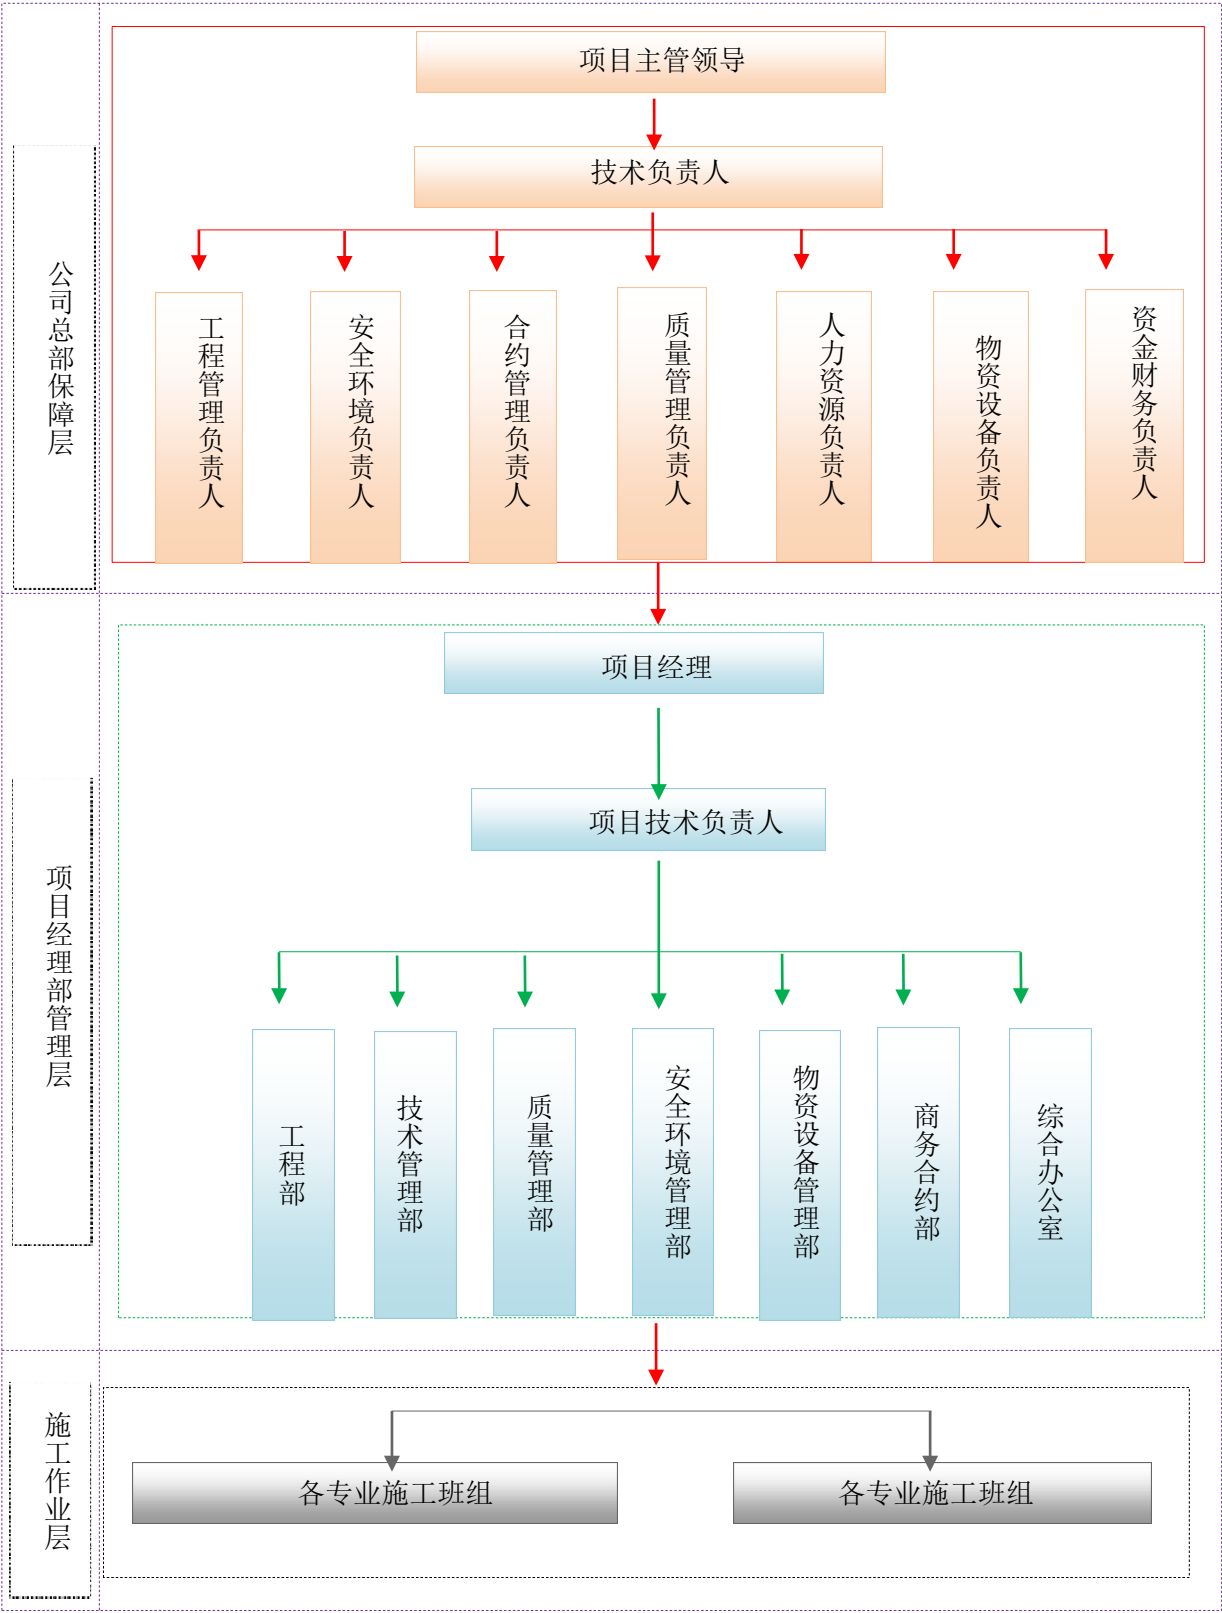 项目主管领导
技术负责人
公司总部保障层
工程管理负责人
安全环境负责人
合约管理负责人
质量管理负责人
人力资源负责人
物资设备负责人
资金财务负责人
项目经理
项目技术负责人
项目经理部管理层
工程部
技术管理部
质量管理部
安全环境管理部
物资设备管理部
商务合约部
综合办公室
施工作业层
各专业施工班组
各专业施工班组